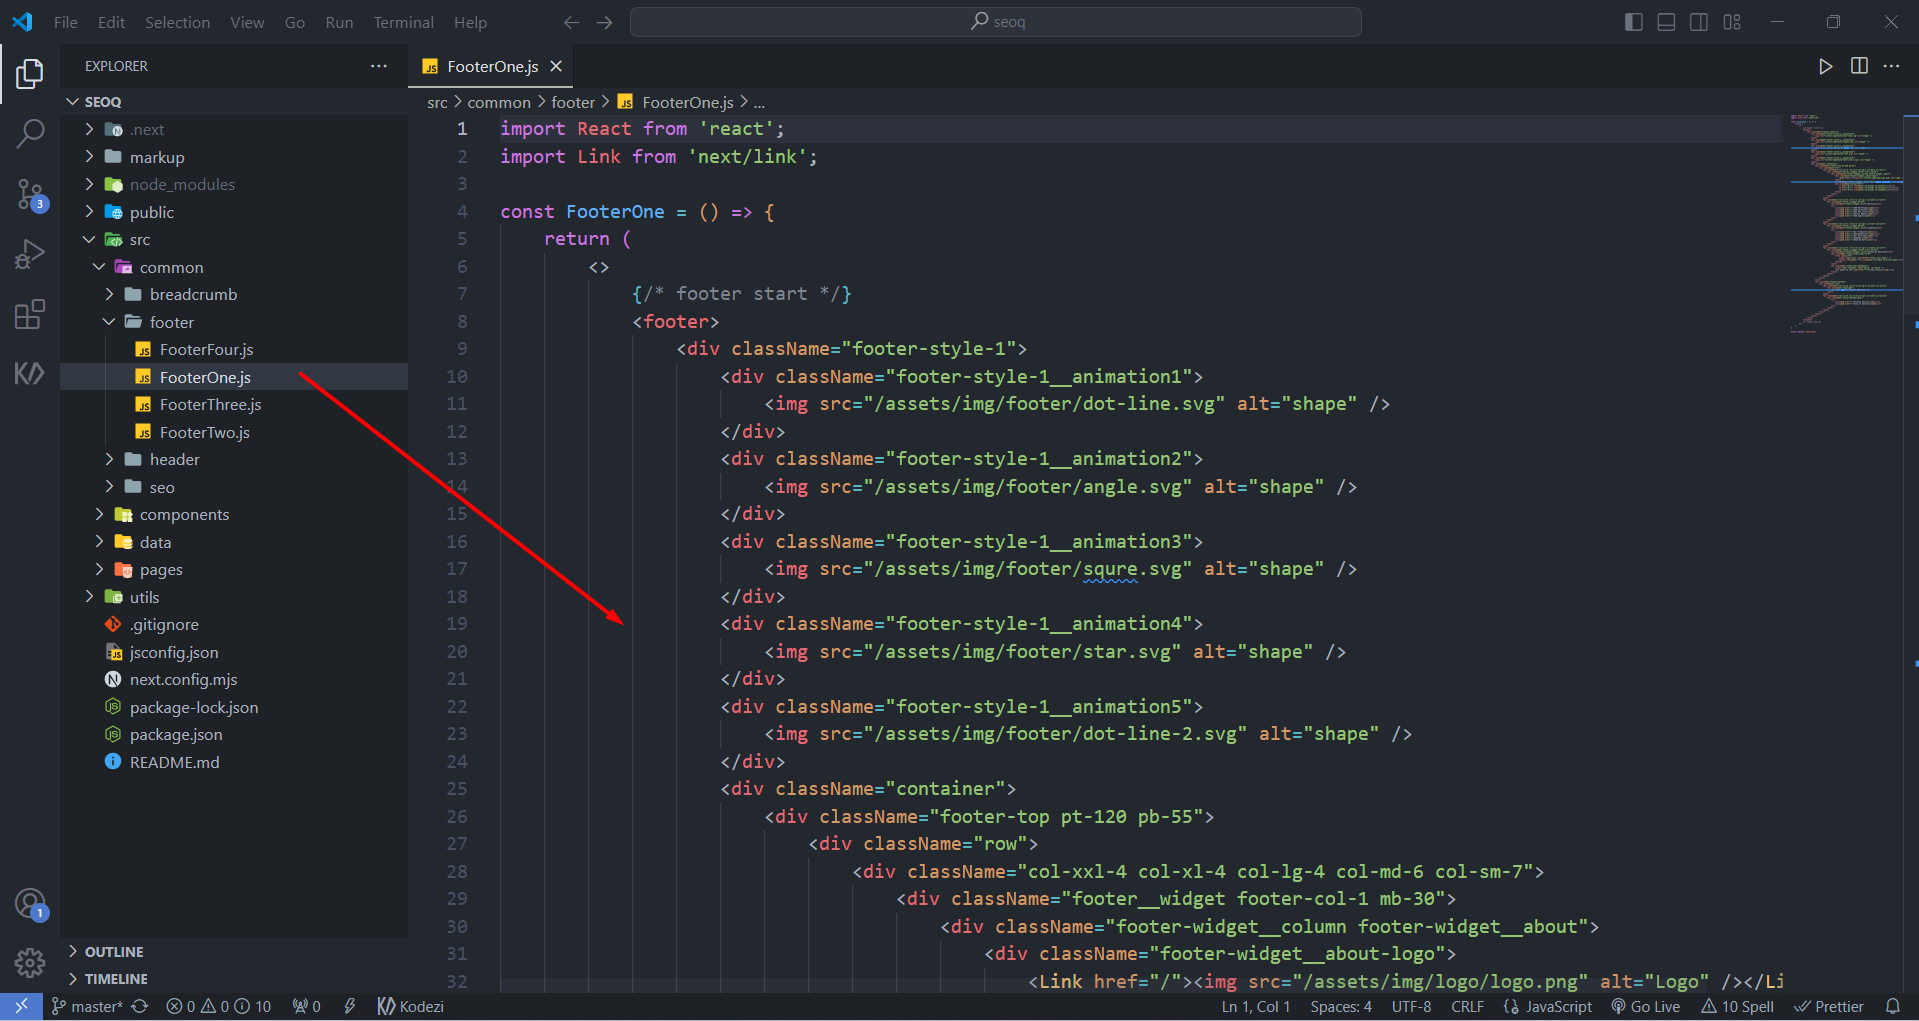 File Edit Selection View Go Run Terminal Help
seoq
EXPLORER
FooterOne.js
SEOQ
src > common > footer > FooterOne.js > ...
.next
markup
node_modules
public
src
common
breadcrumb
footer
FooterFour.js
FooterOne.js
FooterThree.js
FooterTwo.js
header
seo
components
data
pages
utils
.gitignore
jsconfig.json
next.config.mjs
package-lock.json
package.json
README.md
OUTLINE
TIMELINE
3
1
1 import React from 'react';
2 import Link from 'next/link';
3
4 const FooterOne = () => {
5 return (
6 <>
7 {/* footer start */}
8 <footer>
9 <div className="footer-style-1">
10 <div className="footer-style-1__animation1">
11 <img src="/assets/img/footer/dot-line.svg" alt="shape" />
12 </div>
13 <div className="footer-style-1__animation2">
14 <img src="/assets/img/footer/angle.svg" alt="shape" />
15 </div>
16 <div className="footer-style-1__animation3">
17 <img src="/assets/img/footer/squre.svg" alt="shape" />
18 </div>
19 <div className="footer-style-1__animation4">
20 <img src="/assets/img/footer/star.svg" alt="shape" />
21 </div>
22 <div className="footer-style-1__animation5">
23 <img src="/assets/img/footer/dot-line-2.svg" alt="shape" />
24 </div>
25 <div className="container">
26 <div className="footer-top pt-120 pb-55">
27 <div className="row">
28 <div className="col-xxl-4 col-xl-4 col-lg-4 col-md-6 col-sm-7">
29 <div className="footer__widget footer-col-1 mb-30">
30 <div className="footer-widget__column footer-widget__about">
31 <div className="footer-widget__about-logo">
32 <Link href="/"><img src="/assets/img/logo/logo.png" alt="Logo" /></Li
master* 0 0 10 0 Kodezi Ln 1, Col 1 Spaces: 4 UTF-8 CRLF JavaScript Go Live 10 Spell Prettier